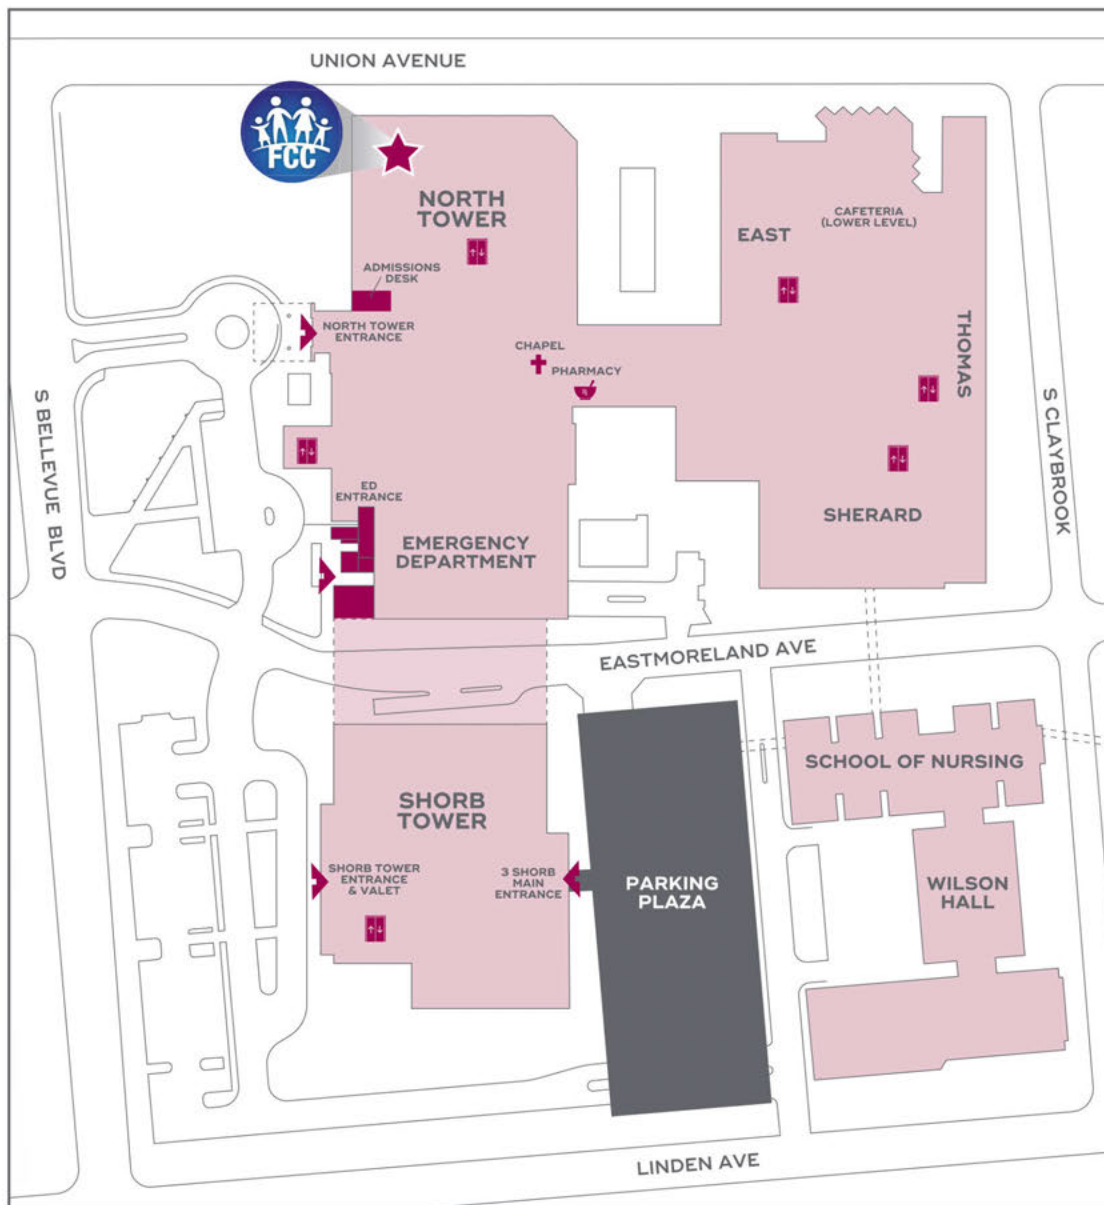 UNION AVENUE
FCC
NORTH
TOWER
CAFETERIA
(LOWER LEVEL)
EAST
ADMISSIONS
DESK
NORTH TOWER
ENTRANCE
CHAPEL
PHARMACY
THOMAS
S BELLEVUE BLVD
S CLAYBROOK
ED
ENTRANCE
SHERARD
EMERGENCY
DEPARTMENT
EASTMORELAND AVE
SCHOOL OF NURSING
SHORB
TOWER
SHORB TOWER
ENTRANCE
& VALET
3 SHORB
MAIN
ENTRANCE
PARKING
PLAZA
WILSON
HALL
LINDEN AVE